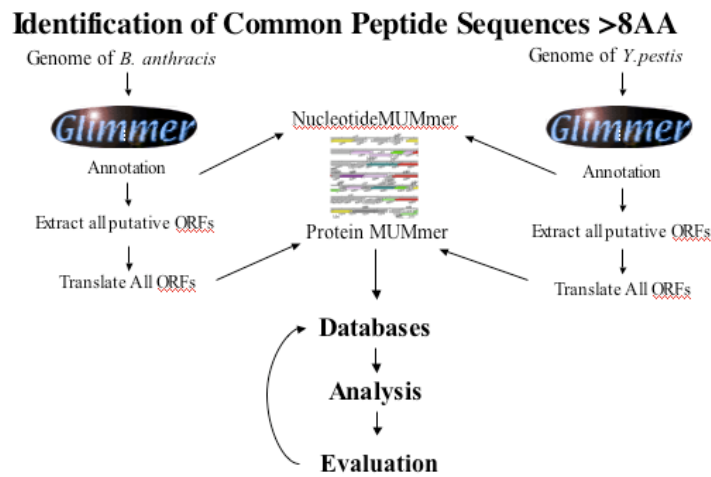 Identification of Common Peptide Sequences >8AA
Genome of B. anthracis
Genome of Y.pestis
Glimmer
Glimmer
NucleotideMUMmer
Annotation
Annotation
Extract all putative ORFs
Extract all putative ORFs
Protein MUMmer
Translate All ORFs
Translate All ORFs
Databases
Analysis
Evaluation